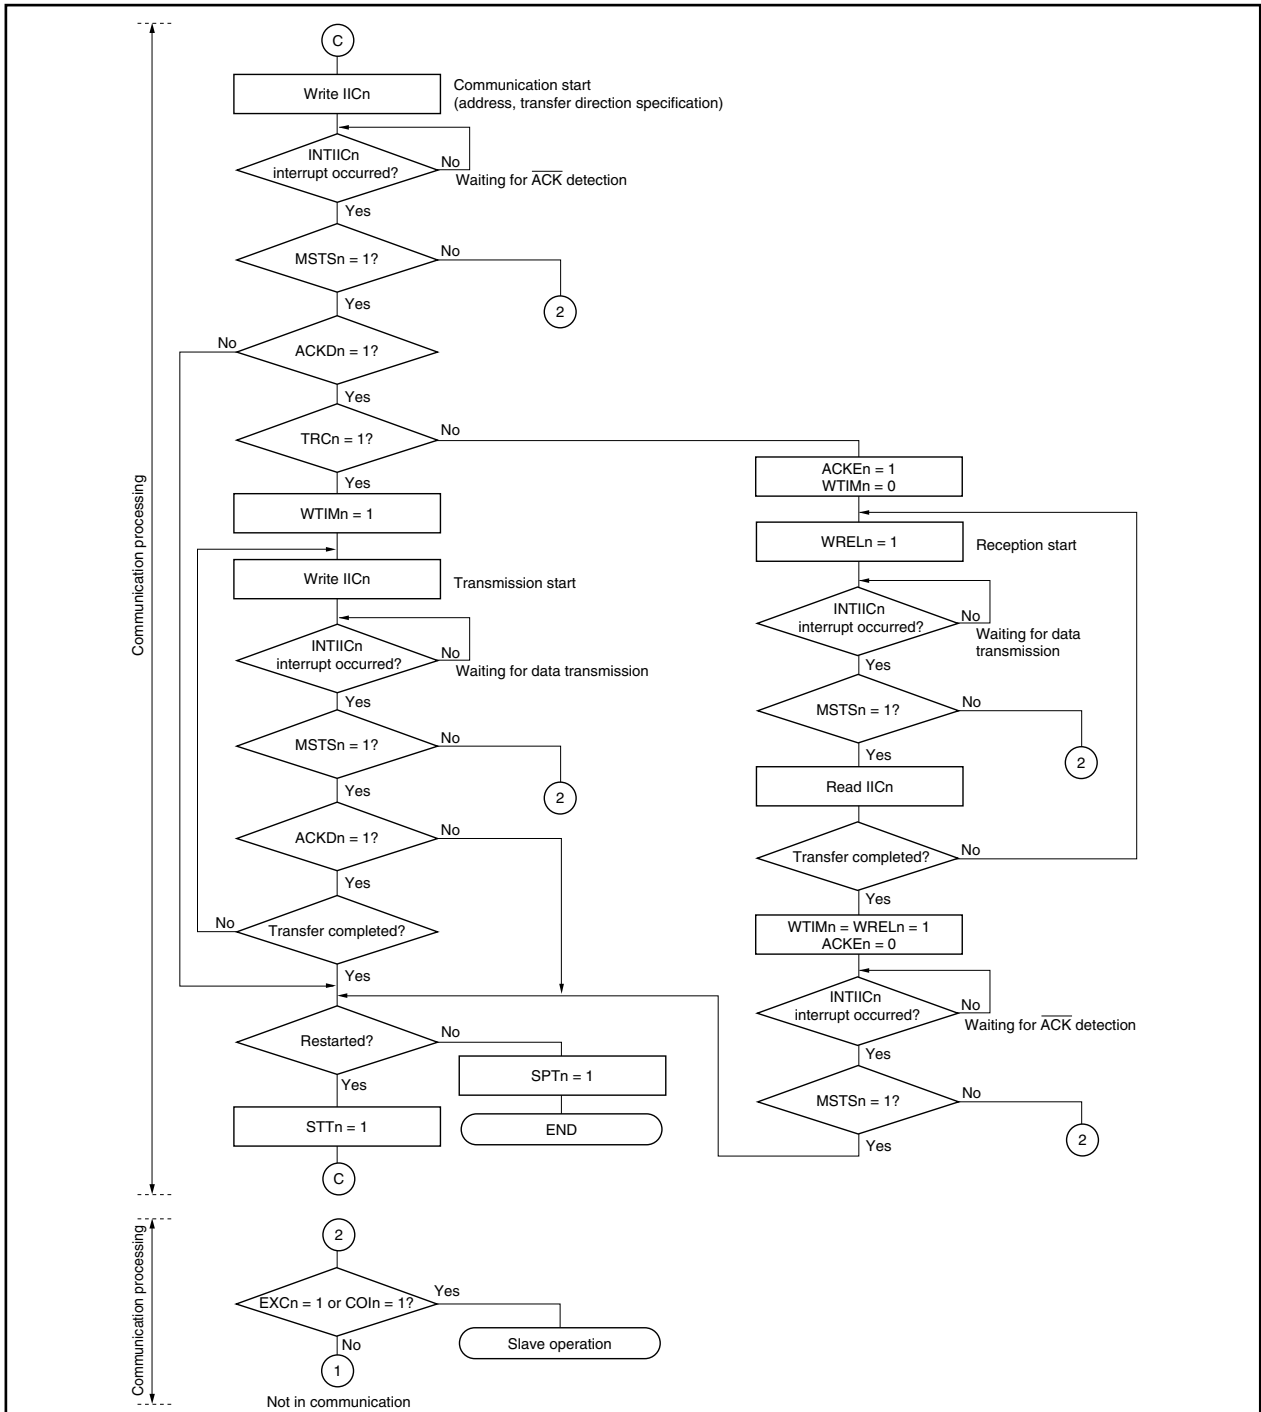 C
Write IICn
Communication start
(address, transfer direction specification)
INTIICn
interrupt occurred?
No
Waiting for ACK detection
Yes
MSTSn = 1?
No
2
Yes
No
ACKDn = 1?
Yes
TRCn = 1?
No
Yes
WTIMn = 1
Write IICn
Transmission start
INTIICn
interrupt occurred?
No
Waiting for data transmission
Yes
MSTSn = 1?
No
2
Yes
ACKDn = 1?
No
Yes
No
Transfer completed?
Yes
Restarted?
No
SPTn = 1
END
Yes
STTn = 1
C
ACKEn = 1
WTIMn = 0
WRELn = 1
Reception start
INTIICn
interrupt occurred?
No
Waiting for data
transmission
Yes
MSTSn = 1?
No
2
Yes
Read IICn
Transfer completed?
No
Yes
WTIMn = WRELn = 1
ACKEn = 0
INTIICn
interrupt occurred?
No
Waiting for ACK detection
Yes
MSTSn = 1?
No
2
Yes
Communication processing
2
EXCn = 1 or COIn = 1?
Yes
Slave operation
No
1
Not in communication
Communication processing